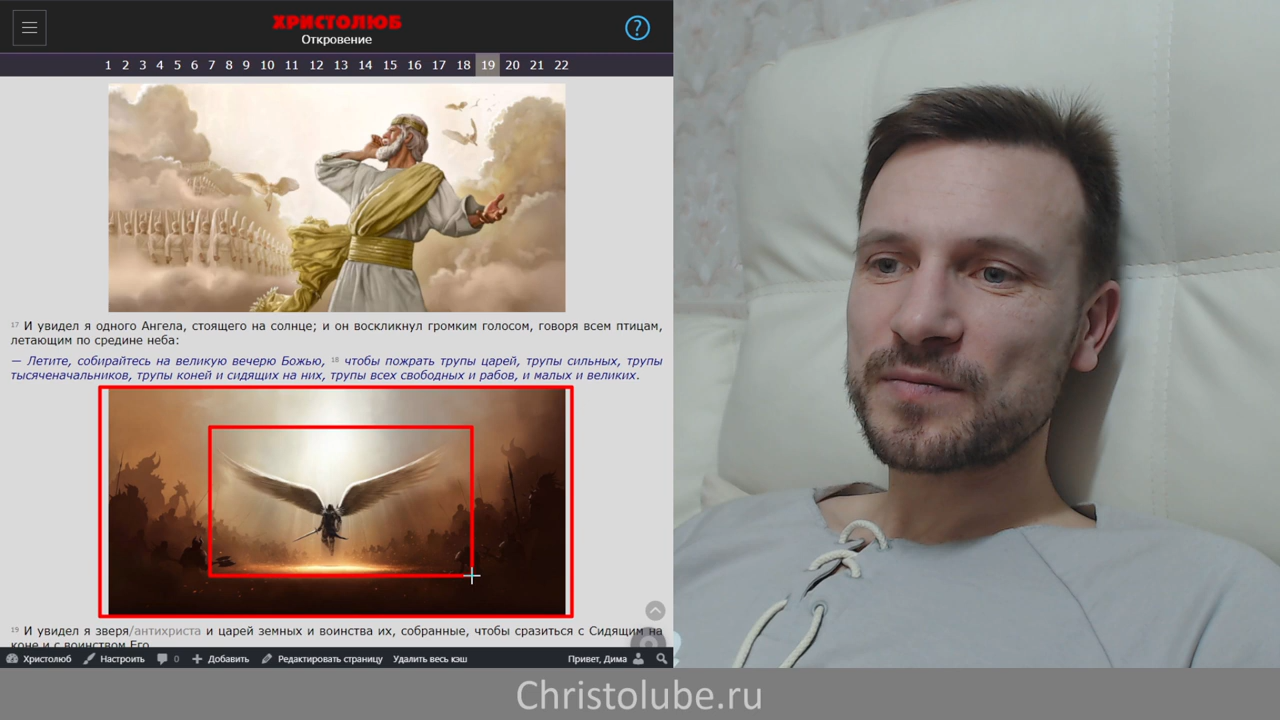 ХРИСТОЛЮБ
Откровение
1 2 3 4 5 6 7 8 9 10 11 12 13 14 15 16 17 18 19 20 21 22
17 И увидел я одного Ангела, стоящего на солнце; и он воскликнул громким голосом, говоря всем птицам,
летающим по средине неба:
— Летите, собирайтесь на великую вечерю Божью, 18 чтобы пожрать трупы царей, трупы сильных, трупы
тысяченачальников, трупы коней и сидящих на них, трупы всех свободных и рабов, и малых и великих.
19 И увидел я зверя/антихриста и царей земных и воинства их, собранные, чтобы сразиться с Сидящим на
коне и с воинством Его
Христолюб Настроить 0 Добавить Редактировать страницу Удалить весь кэш Привет, Дима
Christolube.ru